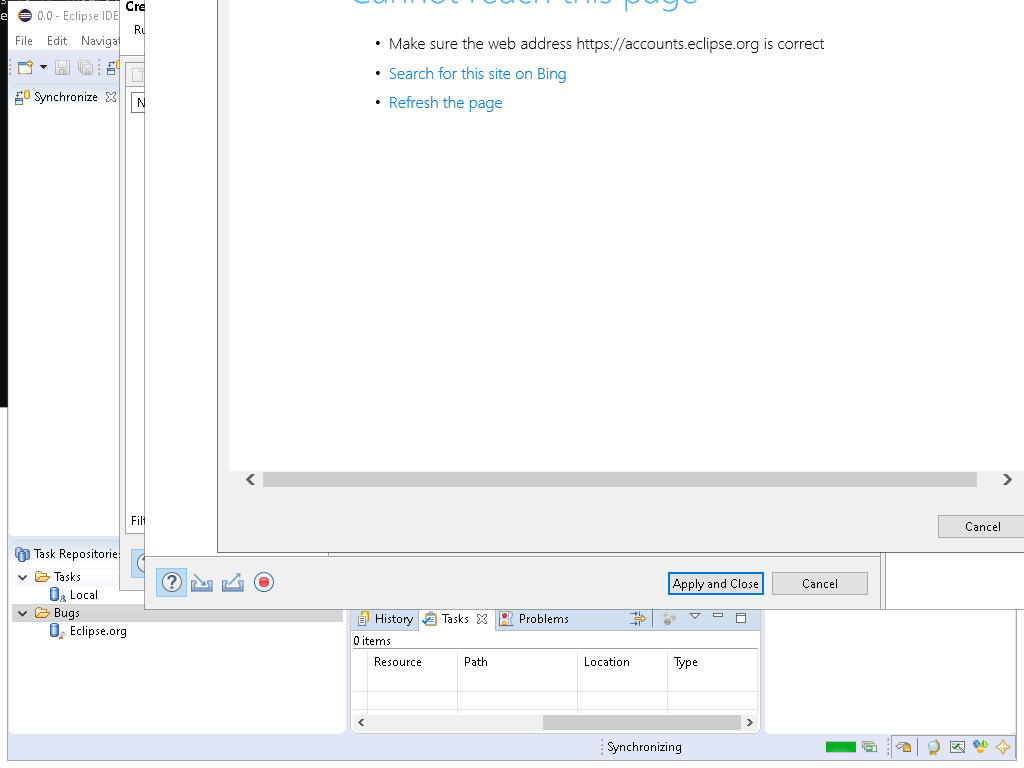 0.0 - Eclipse IDE
Cre
Ru
File Edit Navigat
Synchronize
N
Cannot reach this page
• Make sure the web address https://accounts.eclipse.org is correct
• Search for this site on Bing
• Refresh the page
Cancel
Filt
Apply and Close
Cancel
Task Repositories
Tasks
Local
Bugs
Eclipse.org
History
Tasks
Problems
0 items
Resource Path Location Type
Synchronizing